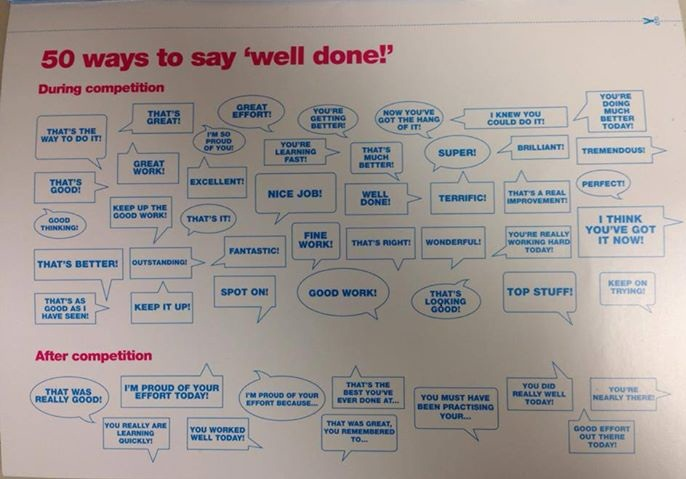 50 ways to say 'well done!'
During competition
THAT'S THE
WAY TO DO IT!
THAT'S
GREAT!
GREAT
EFFORT!
I'M SO
PROUD
OF YOU!
YOU'RE
GETTING
BETTER!
NOW YOU'VE
GOT THE HANG
OF IT!
I KNEW YOU
COULD DO IT!
YOU'RE
DOING
MUCH
BETTER
TODAY!
GREAT
WORK!
YOU'RE
LEARNING
FAST!
THAT'S
MUCH
BETTER!
SUPER!
BRILLIANT!
TREMENDOUS!
THAT'S
GOOD!
EXCELLENT!
NICE JOB!
WELL
DONE!
TERRIFIC!
THAT'S A REAL
IMPROVEMENT!
PERFECT!
GOOD
THINKING!
KEEP UP THE
GOOD WORK!
THAT'S IT!
FINE
WORK!
THAT'S RIGHT!
WONDERFUL!
YOU'RE REALLY
WORKING HARD
TODAY!
I THINK
YOU'VE GOT
IT NOW!
THAT'S BETTER!
OUTSTANDING!
FANTASTIC!
THAT'S AS
GOOD AS I
HAVE SEEN!
KEEP IT UP!
SPOT ON!
GOOD WORK!
THAT'S
LOOKING
GOOD!
TOP STUFF!
KEEP ON
TRYING!
After competition
THAT WAS
REALLY GOOD!
I'M PROUD OF YOUR
EFFORT TODAY!
I'M PROUD OF YOUR
EFFORT BECAUSE...
THAT'S THE
BEST YOU'VE
EVER DONE AT...
YOU MUST HAVE
BEEN PRACTISING
YOUR...
YOU DID
REALLY WELL
TODAY!
YOU'RE
NEARLY THERE!
YOU REALLY ARE
LEARNING
QUICKLY!
YOU WORKED
WELL TODAY!
THAT WAS GREAT,
YOU REMEMBERED
TO...
GOOD EFFORT
OUT THERE
TODAY!